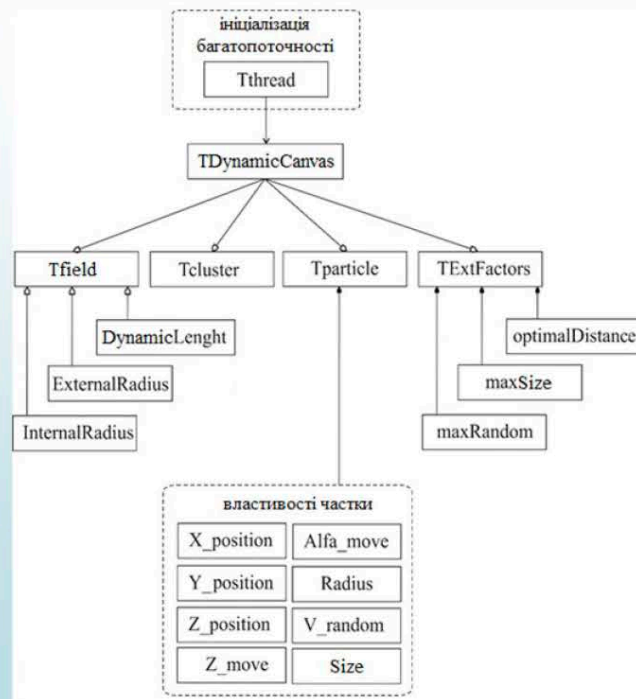 ініціалізація
багатопоточності
Tthread
TDynamicCanvas
Tfield
Tcluster
Tparticle
TExtFactors
DynamicLenght
optimalDistance
ExternalRadius
maxSize
InternalRadius
maxRandom
властивості частки
X_position
Alfa_move
Y_position
Radius
Z_position
V_random
Z_move
Size